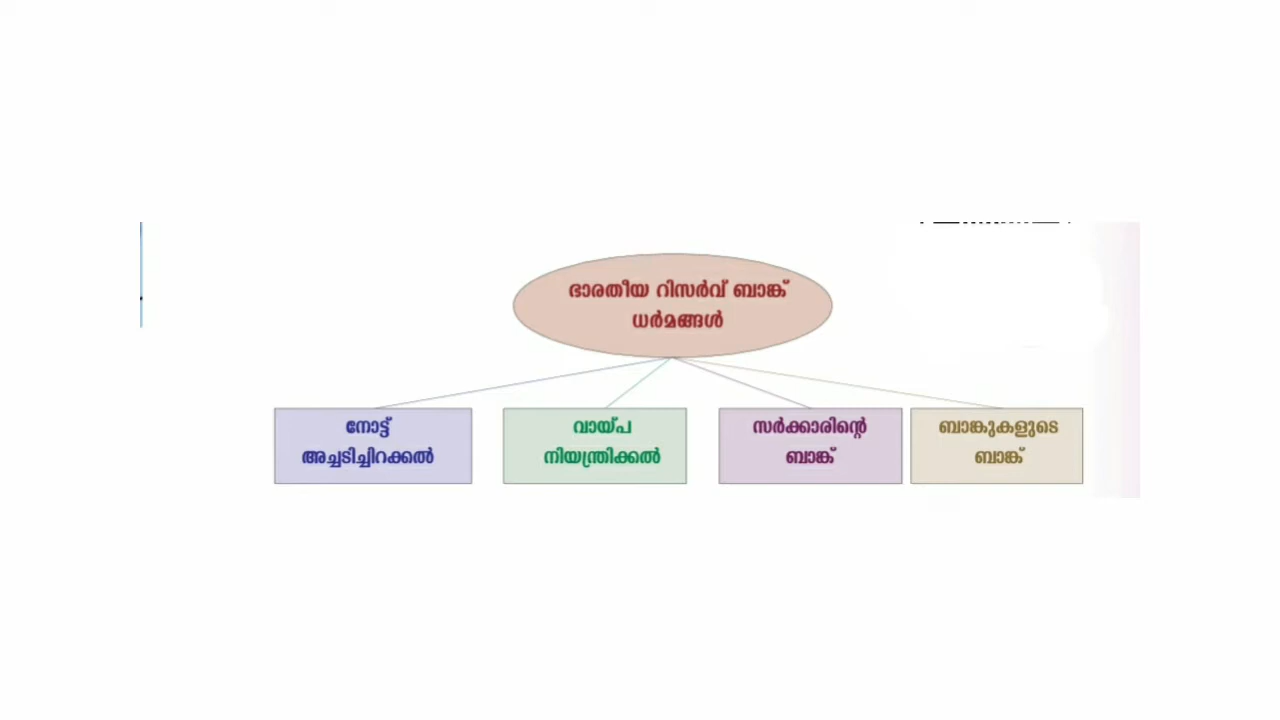 ഭാരതീയ റിസർവ് ബാങ്ക്
ധർമങ്ങൾ
നോട്ട്
അച്ചടിച്ചിറക്കൽ
വായ്പ
നിയന്ത്രിക്കൽ
സർക്കാരിന്റെ
ബാങ്ക്
ബാങ്കുകളുടെ
ബാങ്ക്